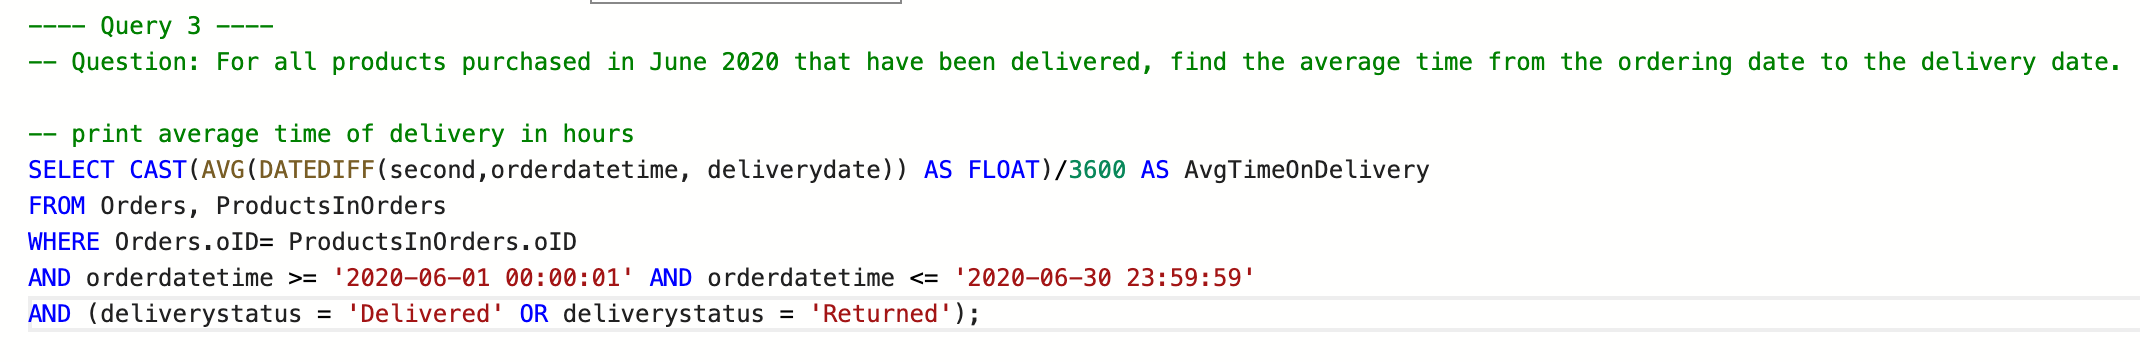 ---- Query 3 ----
-- Question: For all products purchased in June 2020 that have been delivered, find the average time from the ordering date to the delivery date.
-- print average time of delivery in hours
SELECT CAST(AVG(DATEDIFF(second,orderdatetime, deliverydate)) AS FLOAT)/3600 AS AvgTimeOnDelivery
FROM Orders, ProductsInOrders
WHERE Orders.oID= ProductsInOrders.oID
AND orderdatetime >= '2020-06-01 00:00:01' AND orderdatetime <= '2020-06-30 23:59:59'
AND (deliverystatus = 'Delivered' OR deliverystatus = 'Returned');